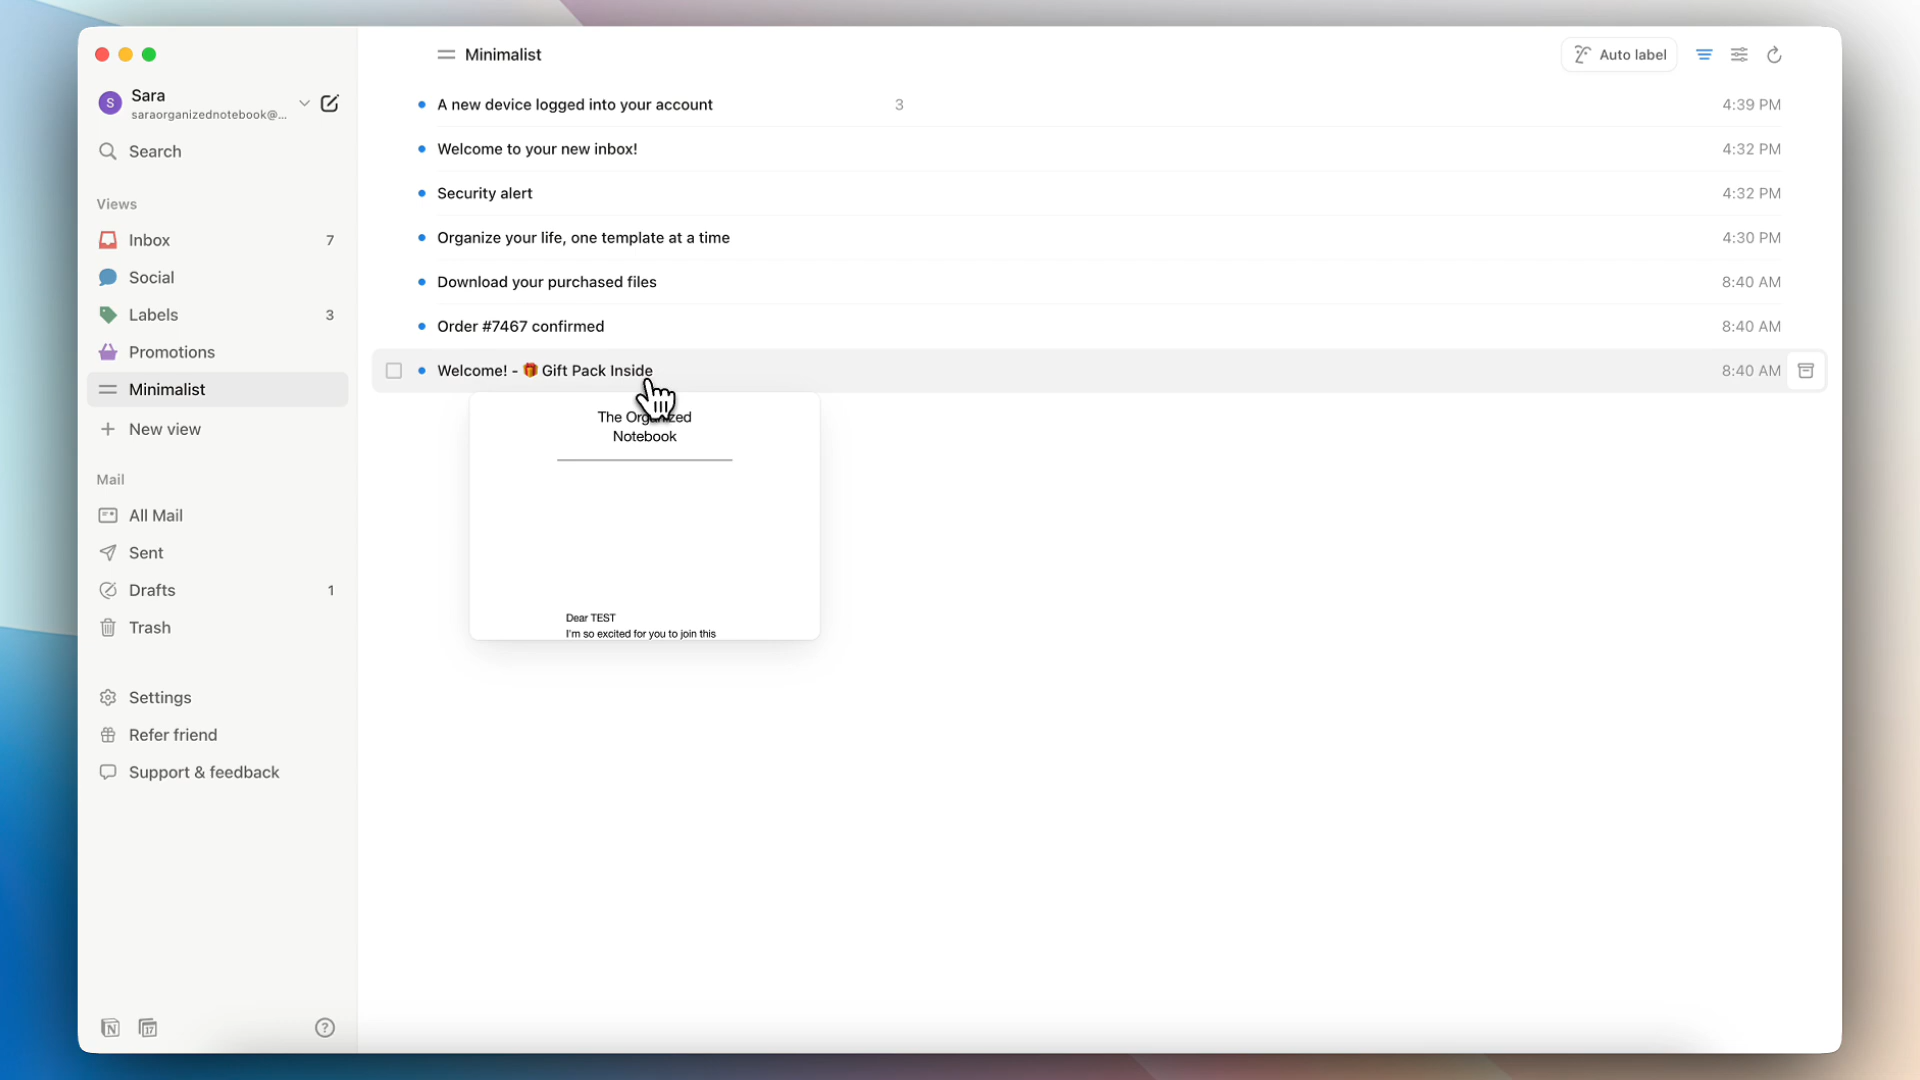 Minimalist
Auto label
Sara
saraorganizednotebook@...
Search
Views
Inbox 7
Social
Labels 3
Promotions
Minimalist
New view
Mail
All Mail
Sent
Drafts 1
Trash
Settings
Refer friend
Support & feedback
N
17
?
S
A new device logged into your account 3 4:39 PM
Welcome to your new inbox! 4:32 PM
Security alert 4:32 PM
Organize your life, one template at a time 4:30 PM
Download your purchased files 8:40 AM
Order #7467 confirmed 8:40 AM
Welcome! - 🎁 Gift Pack Inside 8:40 AM
The Organized
Notebook
Dear TEST
I'm so excited for you to join this